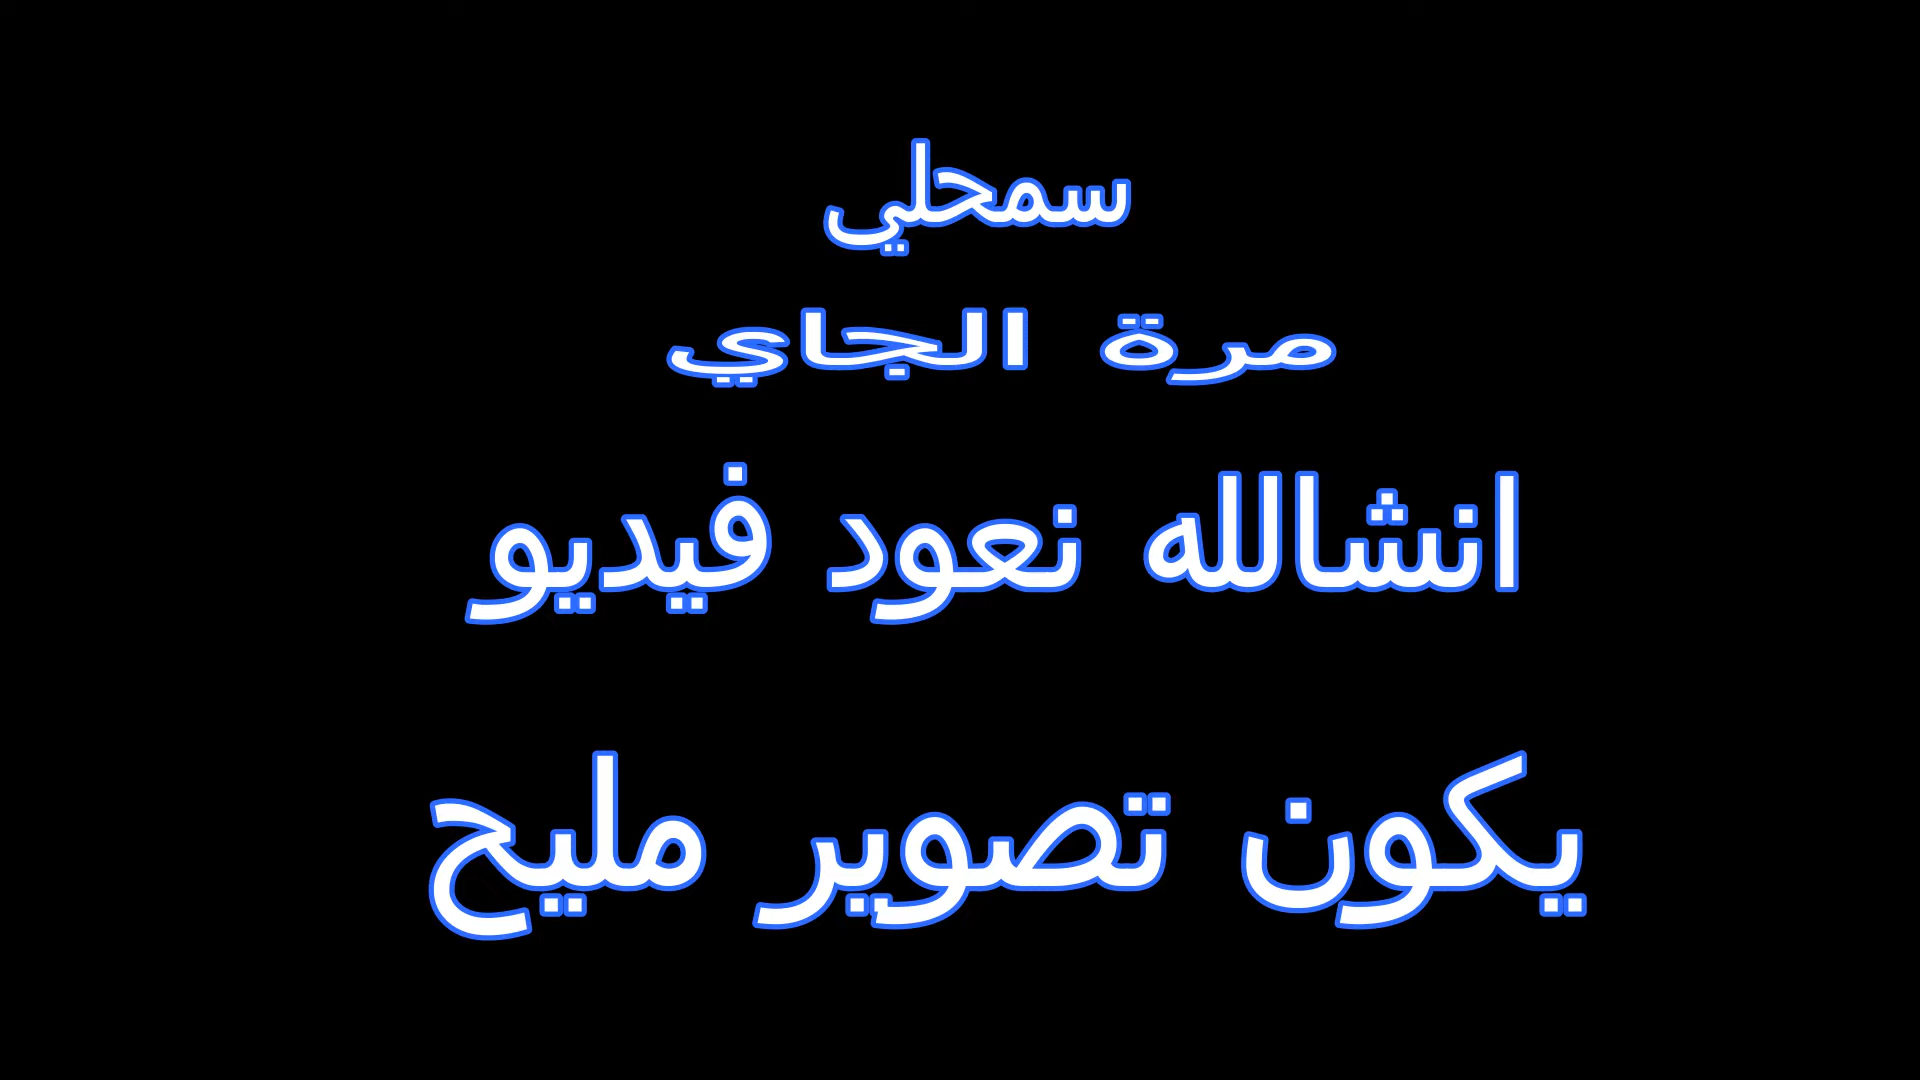 سمحلي
مرة الجاي
انشالله نعود فيديو
يكون تصوير مليح